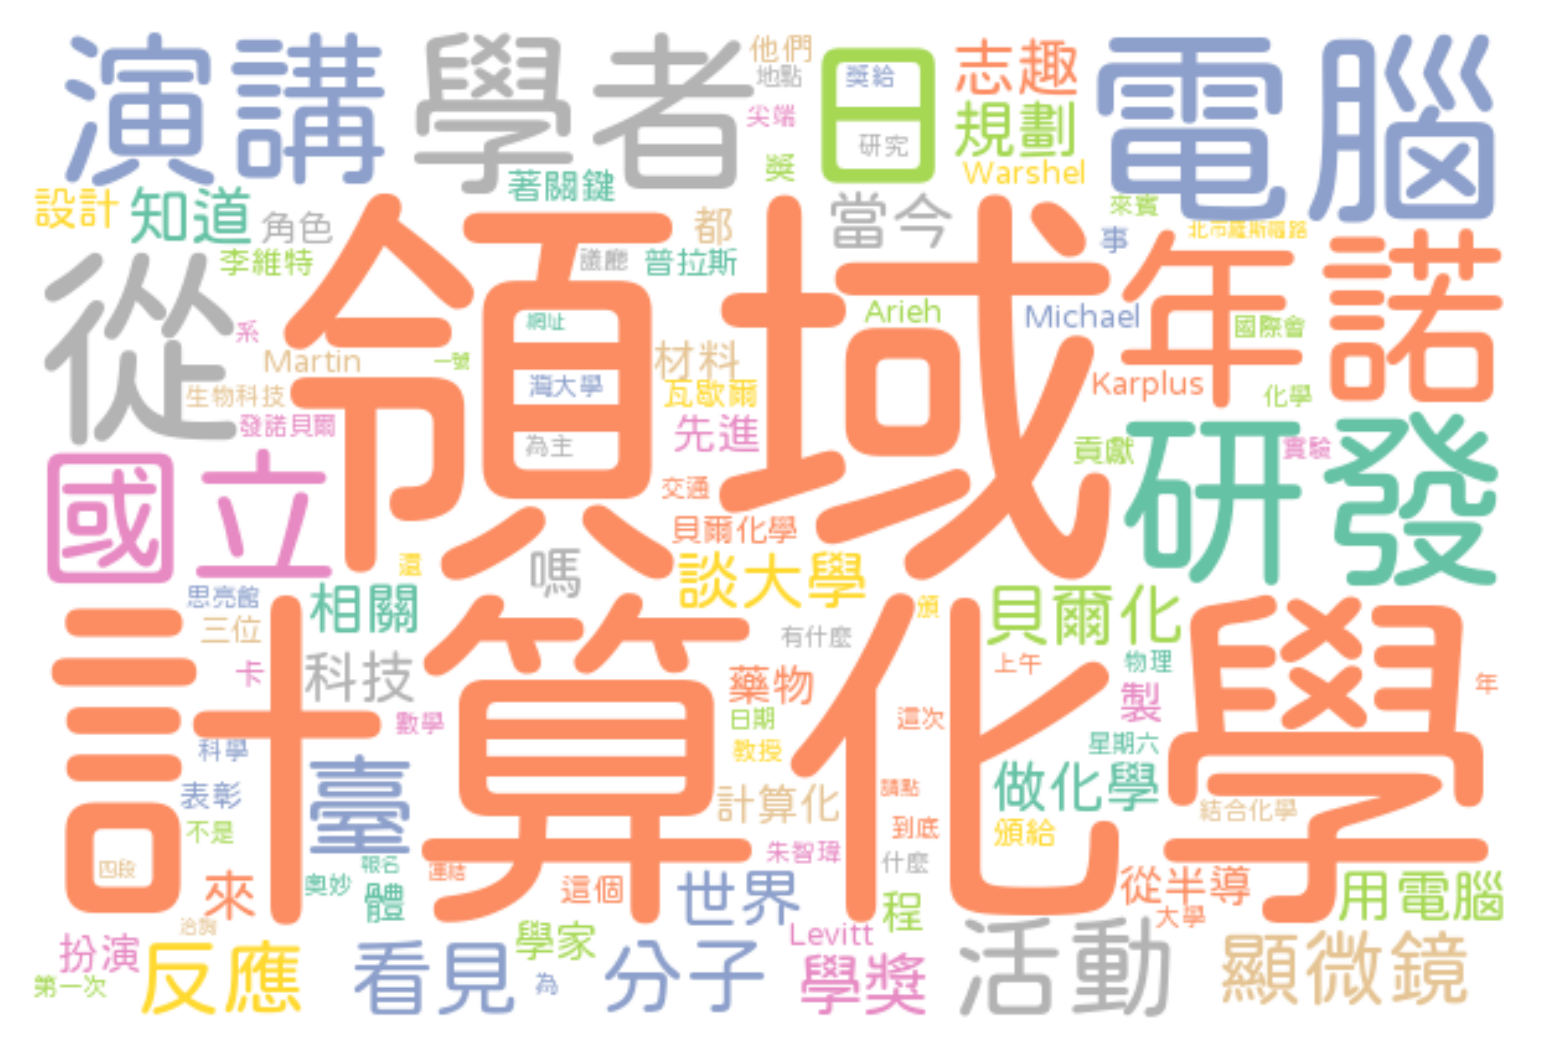 演講
學者
他們
地點
尖端
日
獎給
研究
志趣
規劃
Warshel
電腦
獎
著關鍵
設計
知道
角色
李維特
都
議廳
普拉斯
當今
來賓
事
北市羅斯福路
從
領域
年
諾
系
Martin
一號
網址
材料
Arieh
Michael
國際會
生物科技
灣大學
瓦歇爾
Karplus
化學
發諾貝爾
為主
先進
貢獻
研發
實驗
國立
交通
貝爾化學
還
嗎
談大學
思亮館
相關
貝爾化
頒
三位
有什麼
上午
物理
卡
科技
藥物
製
年
計算化學
數學
日期
這次
科學
教授
星期六
表彰
臺
計算化
請點
做化學
結合化學
不是
到底
頒給
朱智瑋
什麼
四段
報名
連結
來
奧妙
體
這個
世界
程
從半導
大學
用電腦
洽詢
扮演
反應
看見
學家
分子
Levitt
學獎
活動
顯微鏡
第一次
為